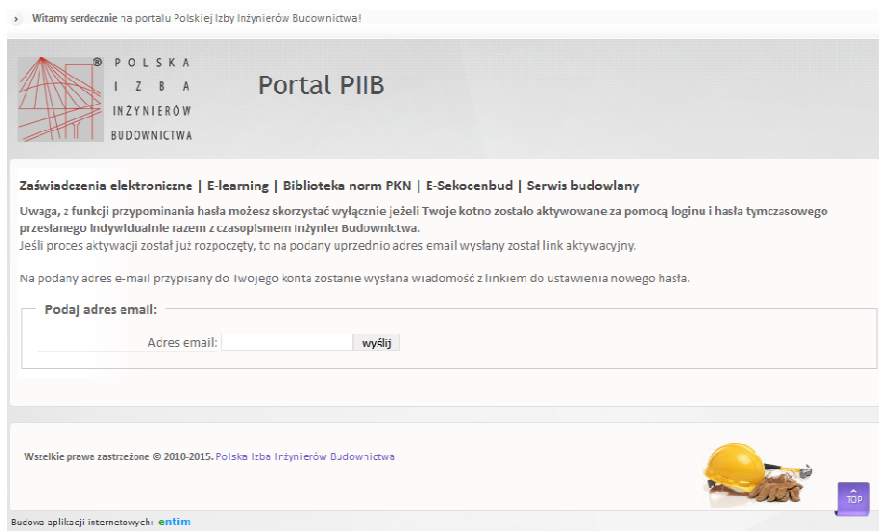 Witamy serdecznie na portalu Polskiej Izby Inżynierów Budownictwa!
® POLSKA
IZBA
INŻYNIERÓW
BUDOWNICTWA
Portal PIIB
Zaświadczenia elektroniczne | E-learning | Biblioteka norm PKN | E-Sekocenbud | Serwis budowlany
Uwaga, z funkcji przypominania hasła możesz skorzystać wyłącznie jeżeli Twoje kotno zostało aktywowane za pomocą loginu i hasła tymczasowego
przesłanego indywidualnie razem z czasopismem Inżynier Budownictwa.
Jeśli proces aktywacji został już rozpoczęty, to na podany uprzednio adres email wysłany został link aktywacyjny.
Na podany adres e-mail przypisany do Twojego konta zostanie wysłana wiadomość z linkiem do ustawienia nowego hasła.
Podaj adres email:
Adres email: wyślij
Wszelkie prawa zastrzeżone © 2010-2015. Polska Izba Inżynierów Budownictwa
TOP
Budowa aplikacji internetowych: entim